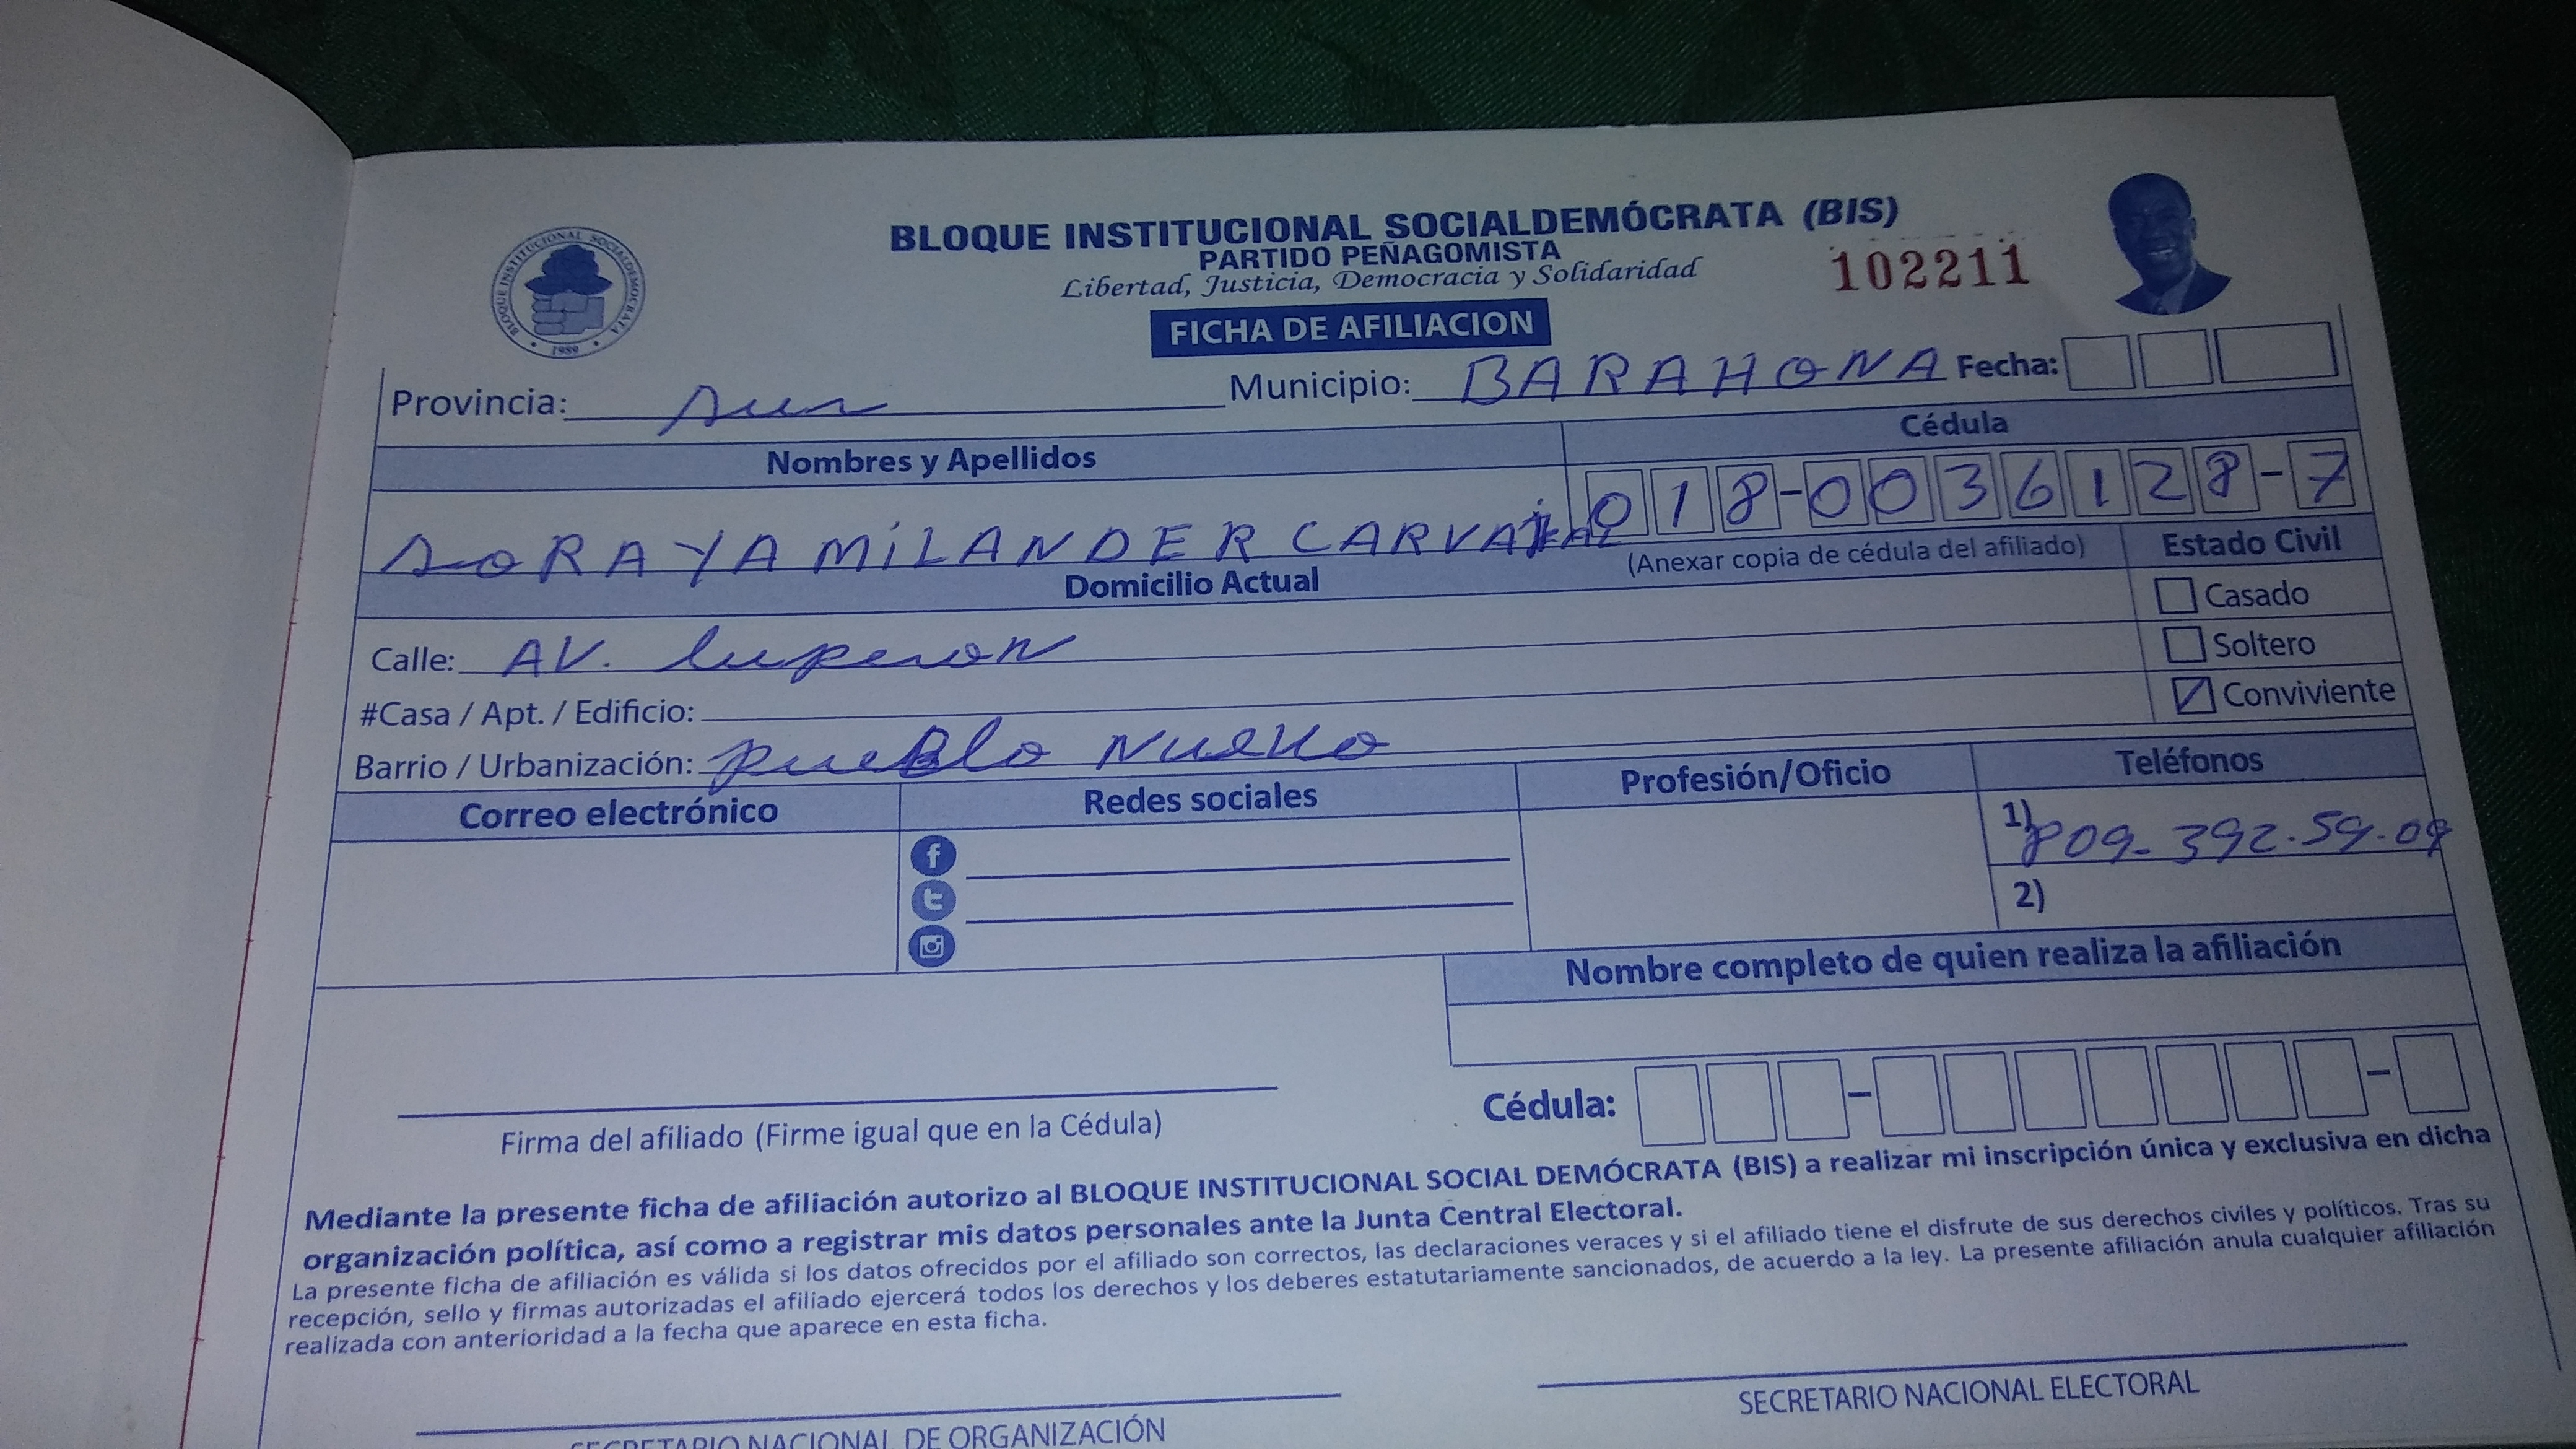 BLOQUE INSTITUCIONAL SOCIALDEMÓCRATA (BIS)
PARTIDO PEÑAGOMISTA
Libertad, Justicia, Democracia y Solidaridad
102211
BLOQUE INSTITUCIONAL SOCIALDEMOCRATA
1989
FICHA DE AFILIACION
Provincia: Sur Municipio: BARAHONA Fecha:
Nombres y Apellidos Cédula
SORAYA MILANDER CARVAJAL 018-0036128-7
(Anexar copia de cédula del afiliado) Estado Civil
Domicilio Actual
Casado
Calle: AV. luperon
Soltero
#Casa / Apt. / Edificio:
Conviviente
Barrio / Urbanización: pueBlo Nuevo
Correo electrónico Redes sociales Profesión/Oficio Teléfonos
1) 809-392.59-09
2)
Nombre completo de quien realiza la afiliación
Cédula:
Firma del afiliado (Firme igual que en la Cédula)
Mediante la presente ficha de afiliación autorizo al BLOQUE INSTITUCIONAL SOCIAL DEMÓCRATA (BIS) a realizar mi inscripción única y exclusiva en dicha
organización política, así como a registrar mis datos personales ante la Junta Central Electoral.
La presente ficha de afiliación es válida si los datos ofrecidos por el afiliado son correctos, las declaraciones veraces y si el afiliado tiene el disfrute de sus derechos civiles y políticos. Tras su
recepción, sello y firmas autorizadas el afiliado ejercerá todos los derechos y los deberes estatutariamente sancionados, de acuerdo a la ley. La presente afiliación anula cualquier afiliación
realizada con anterioridad a la fecha que aparece en esta ficha.
SECRETARIO NACIONAL DE ORGANIZACIÓN
SECRETARIO NACIONAL ELECTORAL